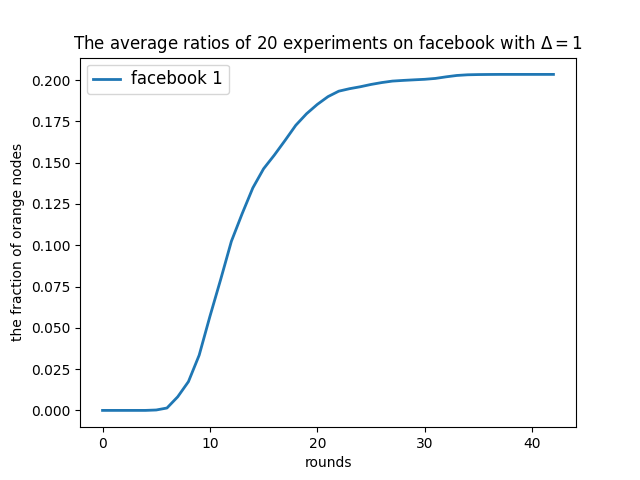 The average ratios of 20 experiments on facebook with Δ = 1
facebook 1
0.200
0.175
0.150
0.125
0.100
0.075
0.050
0.025
0.000
the fraction of orange nodes
0 10 20 30 40
rounds